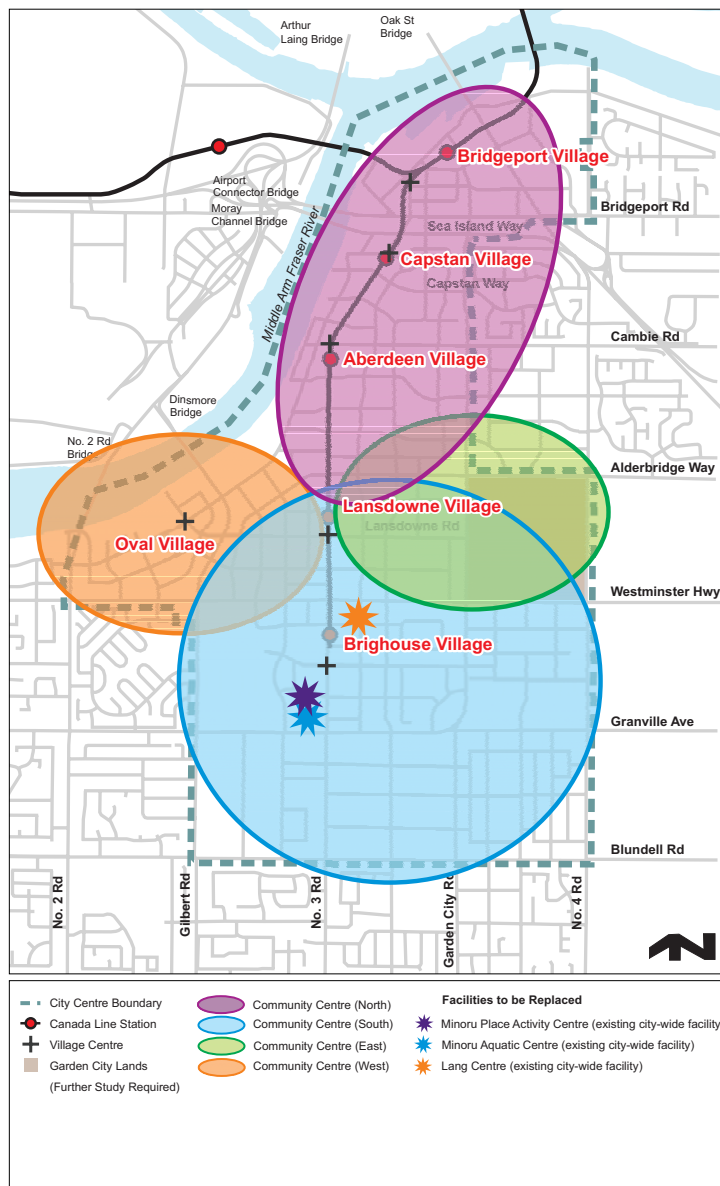 Arthur
Laing Bridge
Oak St
Bridge
Bridgeport Village
Airport
Connector Bridge
Moray
Channel Bridge
Bridgeport Rd
Sea Island Way
Middle Arm Fraser River
Capstan Village
Capstan Way
Cambie Rd
Aberdeen Village
Dinsmore
Bridge
No. 2 Rd
Bridge
Alderbridge Way
Lansdowne Village
Lansdowne Rd
Oval Village
Westminster Hwy
Brighouse Village
Granville Ave
Blundell Rd
No. 2 Rd
Gilbert Rd
No. 3 Rd
Garden City Rd
No. 4 Rd
N
City Centre Boundary
Canada Line Station
Village Centre
Garden City Lands
(Further Study Required)
Community Centre (North)
Community Centre (South)
Community Centre (East)
Community Centre (West)
Facilities to be Replaced
Minoru Place Activity Centre (existing city-wide facility)
Minoru Aquatic Centre (existing city-wide facility)
Lang Centre (existing city-wide facility)